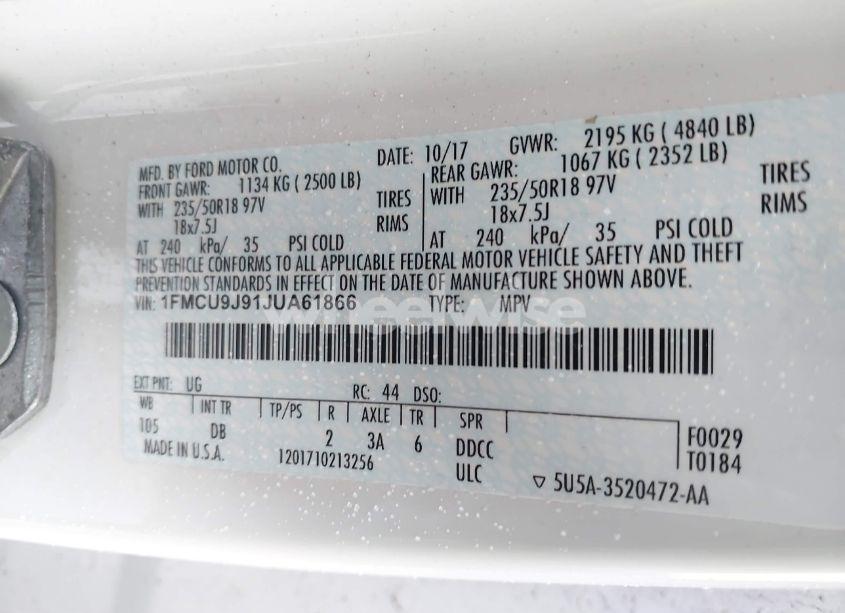 MFD. BY FORD MOTOR CO. DATE: 10/17 GVWR: 2195 KG ( 4840 LB)
FRONT GAWR: 1134 KG ( 2500 LB) REAR GAWR: 1067 KG ( 2352 LB)
WITH 235/50R18 97V TIRES WITH 235/50R18 97V TIRES
18x7.5J RIMS 18x7.5J RIMS
AT 240 kPa/ 35 PSI COLD AT 240 kPa/ 35 PSI COLD
THIS VEHICLE CONFORMS TO ALL APPLICABLE FEDERAL MOTOR VEHICLE SAFETY AND THEFT
PREVENTION STANDARDS IN EFFECT ON THE DATE OF MANUFACTURE SHOWN ABOVE.
VIN: 1FMCU9J91JUA61866 TYPE: MPV
wheelwise
EXT PNT: UG RC: 44 DSO:
WB INT TR TP/PS R AXLE TR SPR
105 DB 2 3A 6 DDCC F0029
MADE IN U.S.A. 1201710213256 ULC T0184
▽ 5U5A-3520472-AA